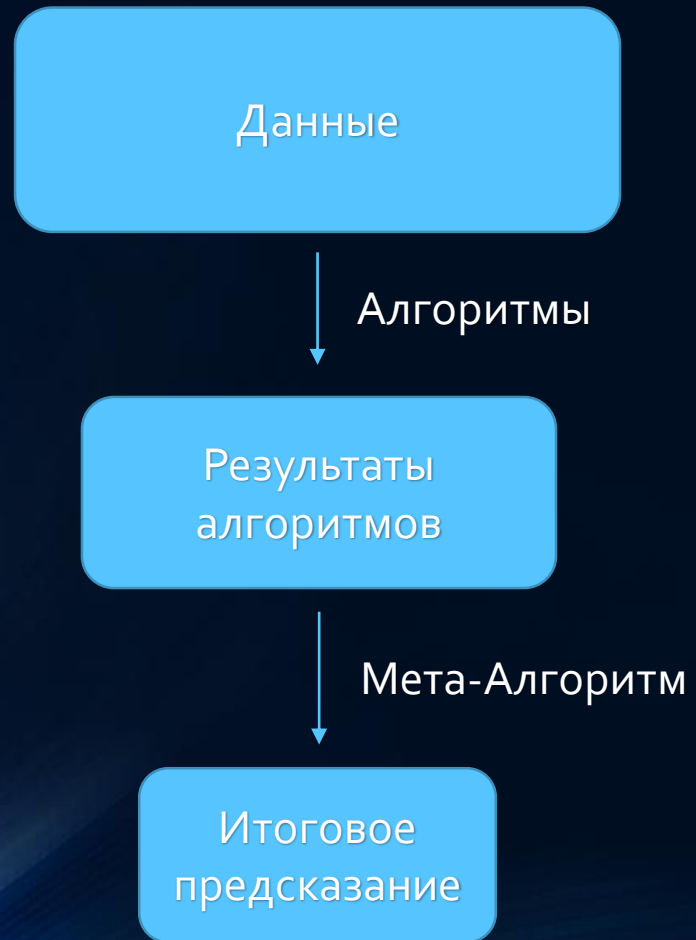 Данные
Алгоритмы
Результаты
алгоритмов
Мета-Алгоритм
Итоговое
предсказание